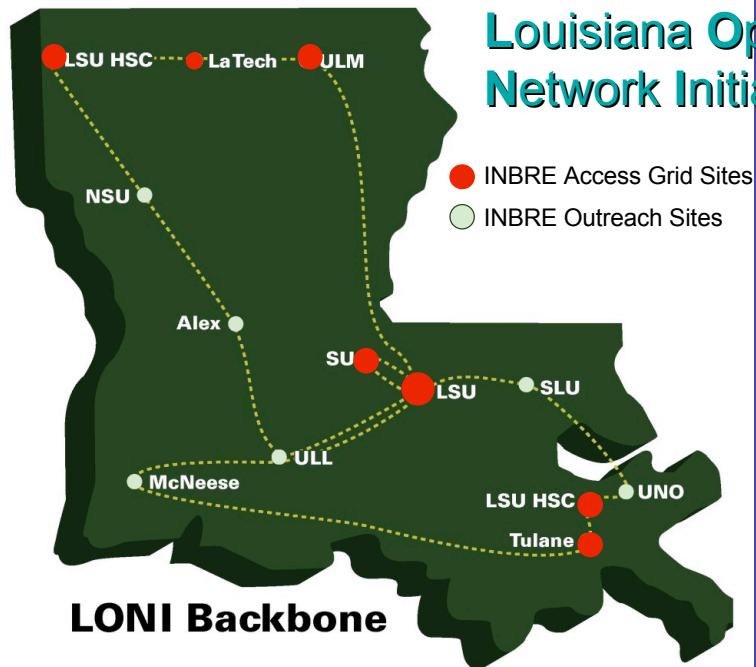 Louisiana Op
Network Initia
LSU HSC
LaTech
ULM
INBRE Access Grid Sites
INBRE Outreach Sites
NSU
Alex
SU
LSU
SLU
ULL
McNeese
LSU HSC
UNO
Tulane
LONI Backbone